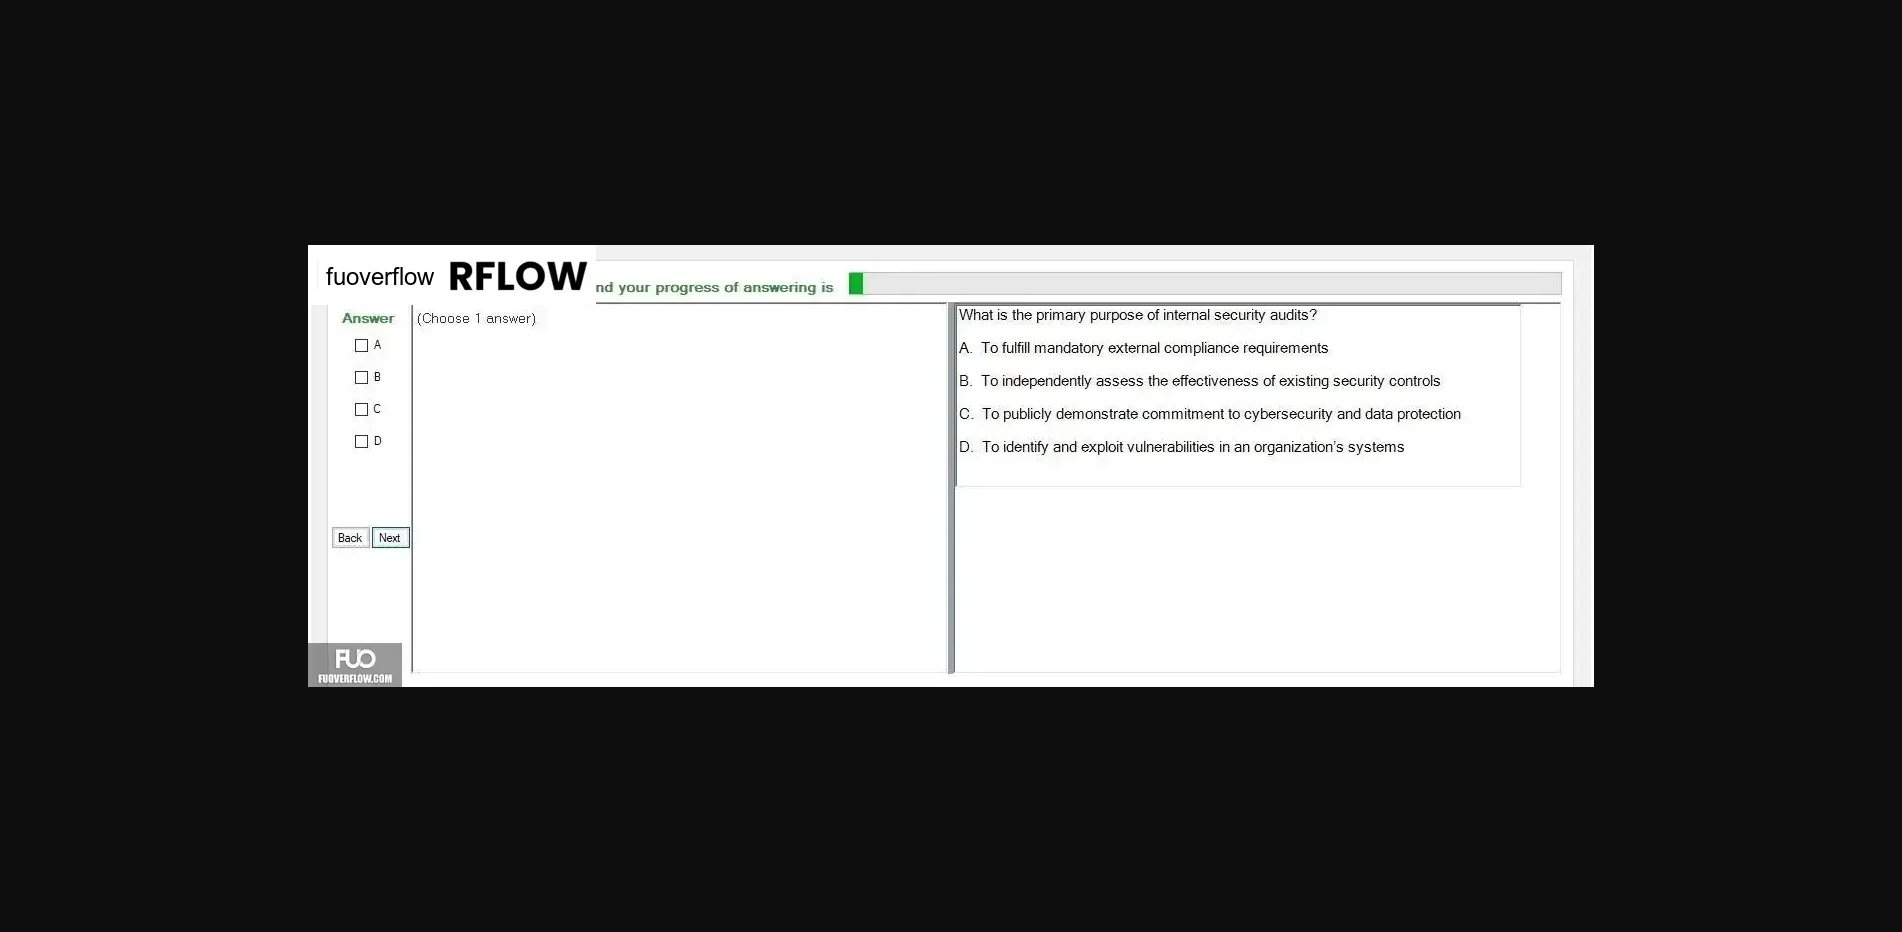 fuoverflow RFLOW
nd your progress of answering is
Answer
(Choose 1 answer)
A
B
C
D
Back Next
What is the primary purpose of internal security audits?
A. To fulfill mandatory external compliance requirements
B. To independently assess the effectiveness of existing security controls
C. To publicly demonstrate commitment to cybersecurity and data protection
D. To identify and exploit vulnerabilities in an organization’s systems
FUO
FUOVERFLOW.COM